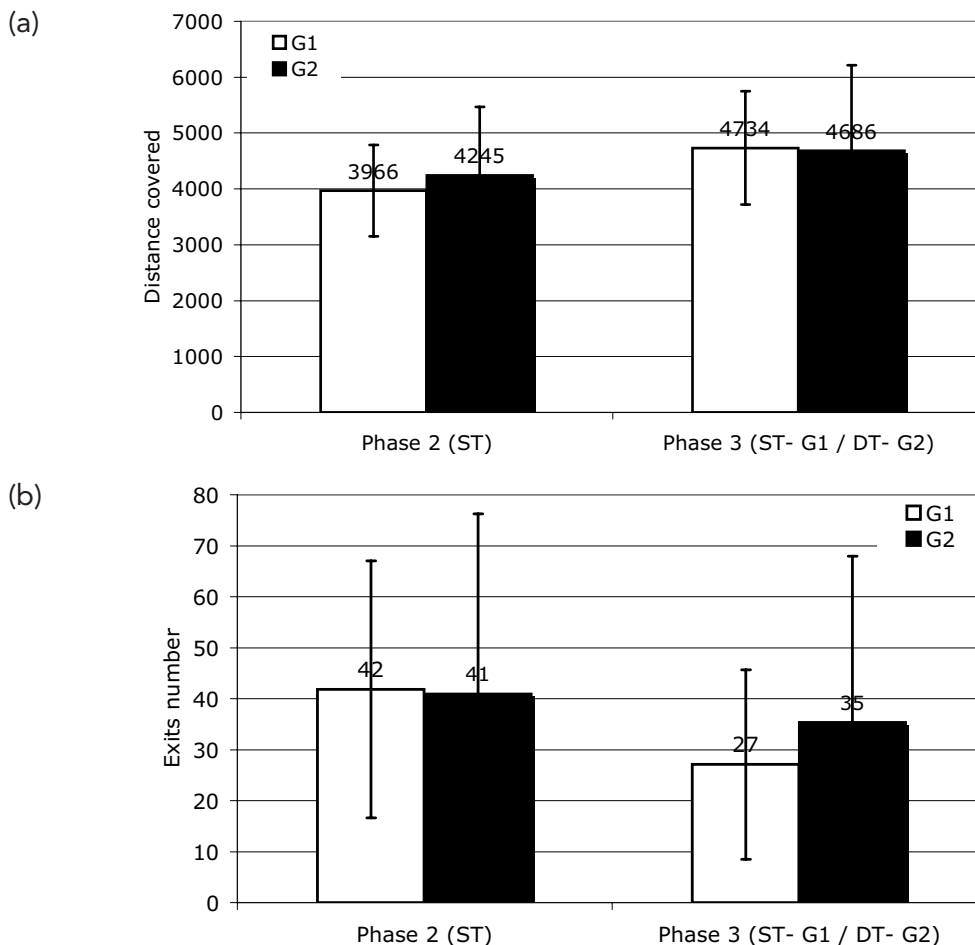 (a)
7000
6000
5000
4000
3000
2000
1000
0
Distance covered
G1
G2
3966
4245
4734
4686
Phase 2 (ST)
Phase 3 (ST- G1 / DT- G2)
(b)
80
70
60
50
40
30
20
10
0
Exits number
G1
G2
42
41
27
35
Phase 2 (ST)
Phase 3 (ST- G1 / DT- G2)